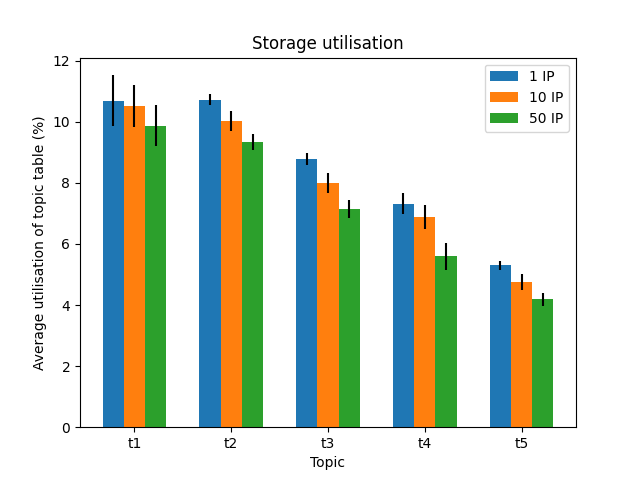 Storage utilisation
1 IP
10 IP
50 IP
Average utilisation of topic table (%)
12
10
8
6
4
2
0
t1 t2 t3 t4 t5
Topic